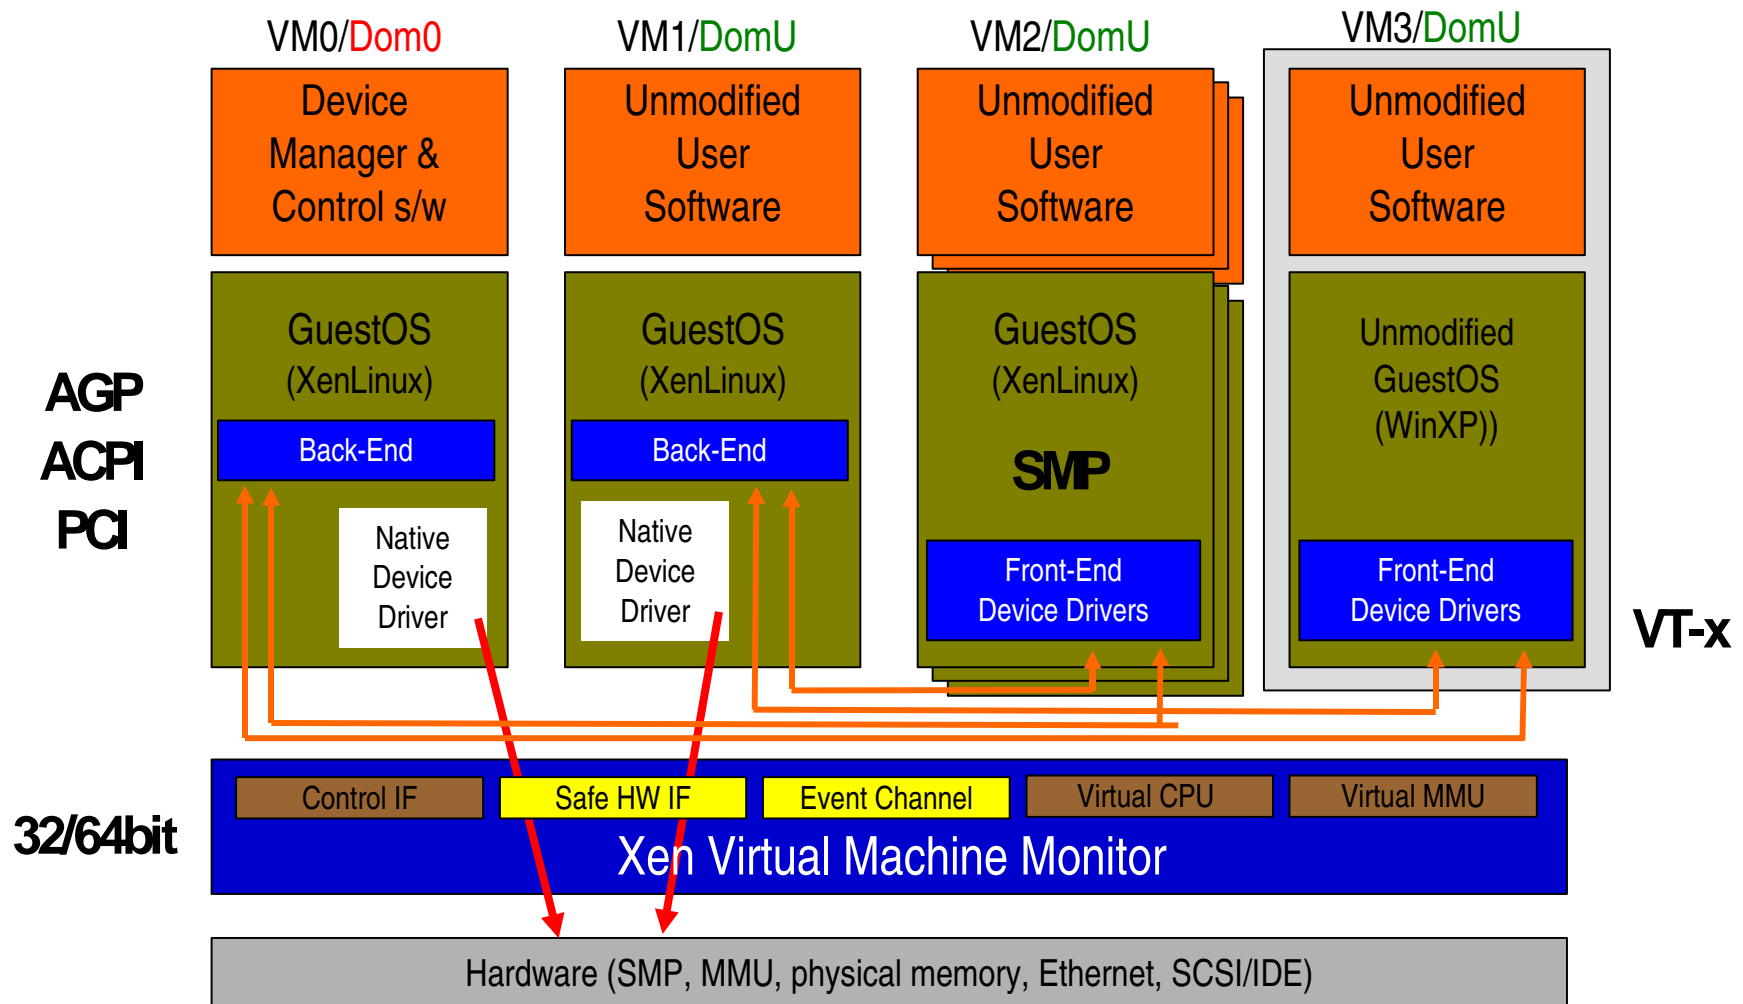 VM0/Dom0
VM1/DomU
VM2/DomU
VM3/DomU
Device
Manager &
Control s/w
Unmodified
User
Software
Unmodified
User
Software
Unmodified
User
Software
GuestOS
(XenLinux)
Back-End
Native
Device
Driver
GuestOS
(XenLinux)
Back-End
Native
Device
Driver
GuestOS
(XenLinux)
SMP
Front-End
Device Drivers
Unmodified
GuestOS
(WinXP))
Front-End
Device Drivers
AGP
ACPI
PCI
VT-x
32/64bit
Control IF
Safe HW IF
Event Channel
Virtual CPU
Virtual MMU
Xen Virtual Machine Monitor
Hardware (SMP, MMU, physical memory, Ethernet, SCSI/IDE)